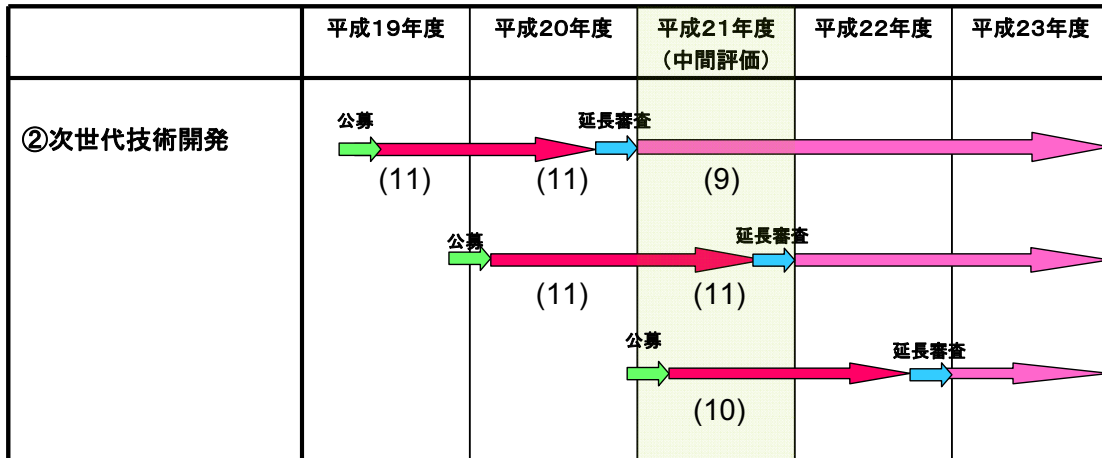 平成19年度
平成20年度
平成21年度
(中間評価)
平成22年度
平成23年度
②次世代技術開発
公募
延長審査
(11)
(11)
(9)
公募
延長審査
(11)
(11)
公募
延長審査
(10)